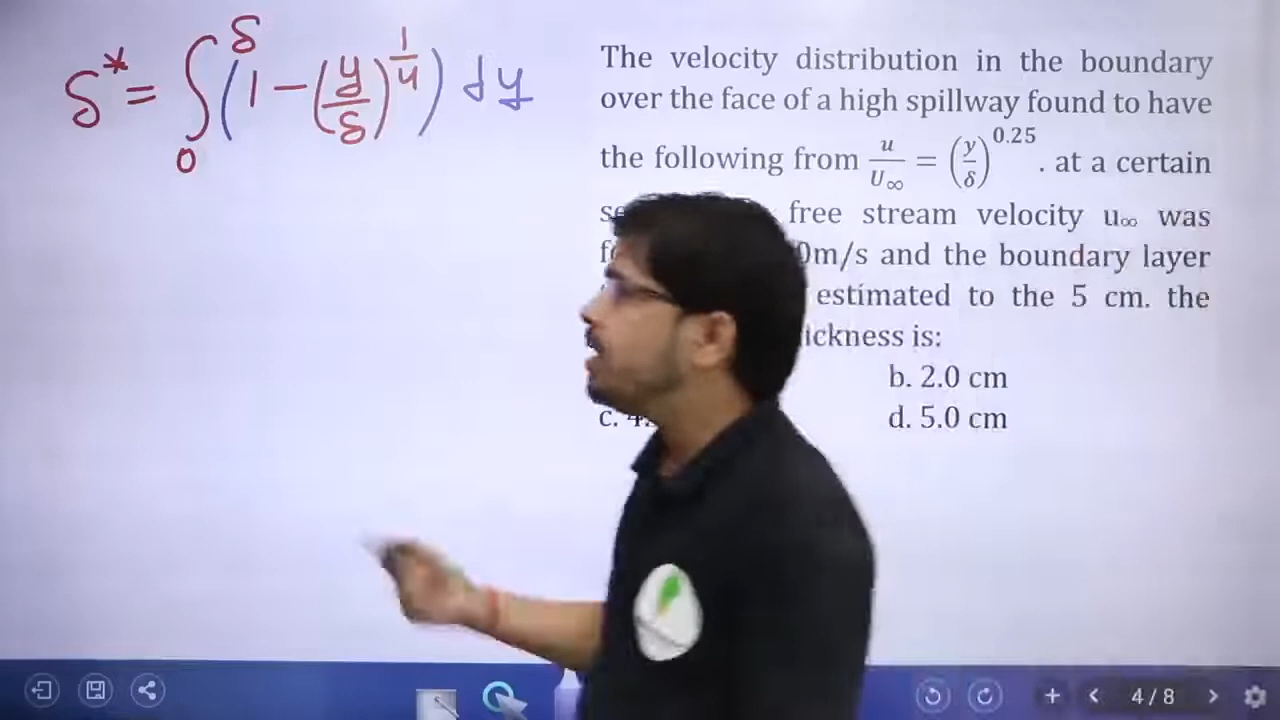 δ* = ∫₀^δ (1 − (y/δ)^(1/4)) dy
The velocity distribution in the boundary
over the face of a high spillway found to have
the following from u/U∞ = (y/δ)^0.25 . at a certain
free stream velocity u∞ was
0m/s and the boundary layer
estimated to the 5 cm. the
ickness is:
b. 2.0 cm
c. 4.
d. 5.0 cm
4 / 8